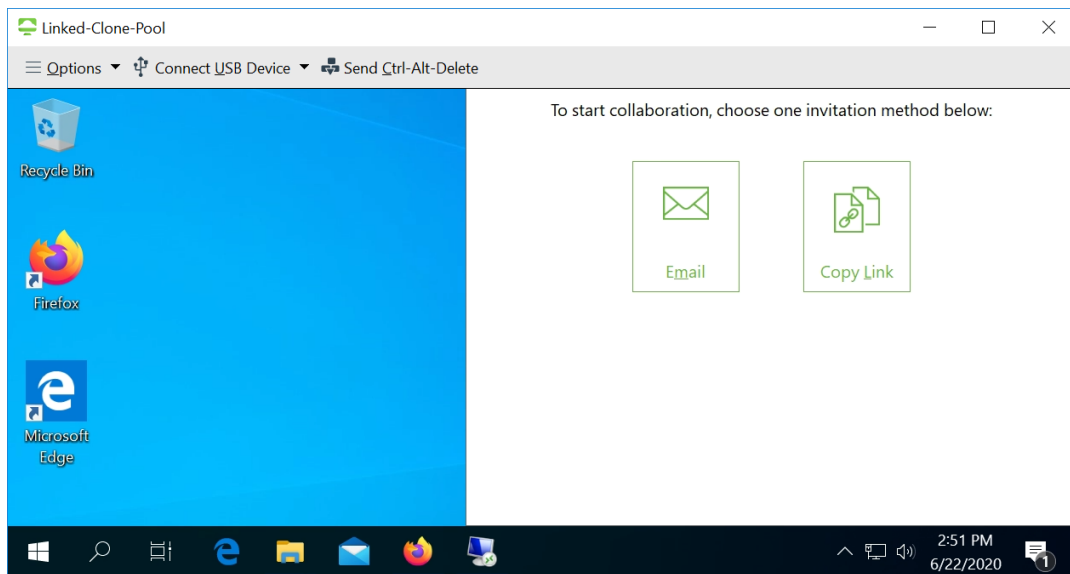 Linked-Clone-Pool
Options Connect USB Device Send Ctrl-Alt-Delete
To start collaboration, choose one invitation method below:
Recycle Bin
Email Copy Link
Firefox
Microsoft
Edge
2:51 PM
6/22/2020
1